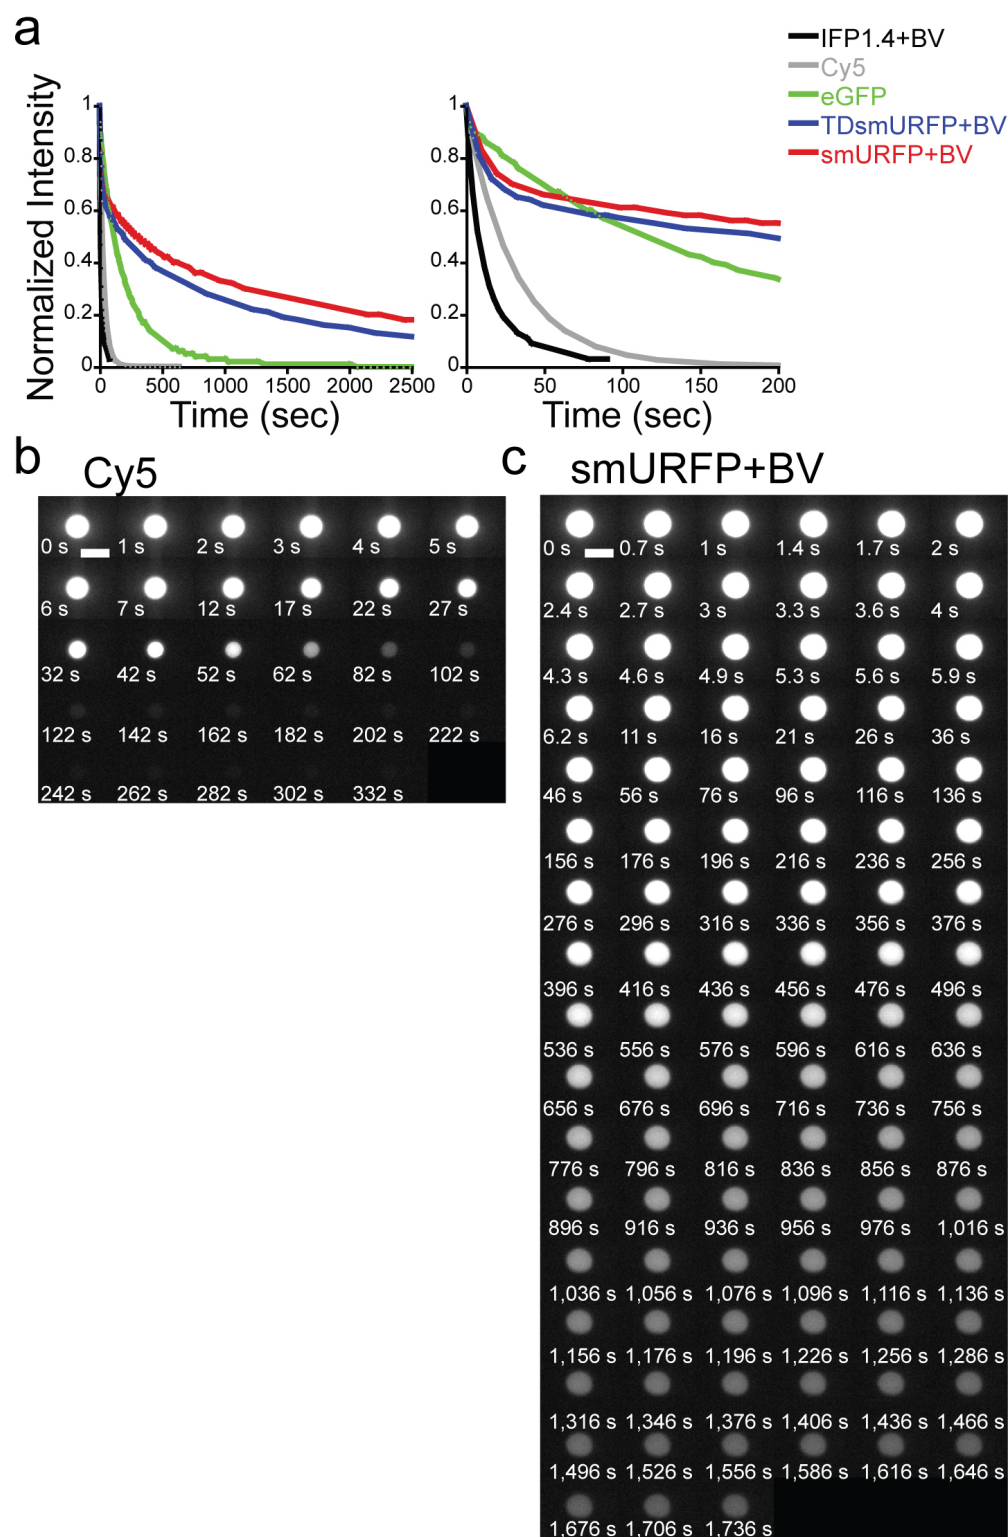 a
IFP1.4+BV
Cy5
eGFP
TDsmURFP+BV
smURFP+BV
Normalized Intensity
1
0.8
0.6
0.4
0.2
0
0 500 1000 1500 2000 2500
Time (sec)
1
0.8
0.6
0.4
0.2
0
0 50 100 150 200
Time (sec)
b
Cy5
0 s 1 s 2 s 3 s 4 s 5 s
6 s 7 s 12 s 17 s 22 s 27 s
32 s 42 s 52 s 62 s 82 s 102 s
122 s 142 s 162 s 182 s 202 s 222 s
242 s 262 s 282 s 302 s 332 s
c
smURFP+BV
0 s 0.7 s 1 s 1.4 s 1.7 s 2 s
2.4 s 2.7 s 3 s 3.3 s 3.6 s 4 s
4.3 s 4.6 s 4.9 s 5.3 s 5.6 s 5.9 s
6.2 s 11 s 16 s 21 s 26 s 36 s
46 s 56 s 76 s 96 s 116 s 136 s
156 s 176 s 196 s 216 s 236 s 256 s
276 s 296 s 316 s 336 s 356 s 376 s
396 s 416 s 436 s 456 s 476 s 496 s
536 s 556 s 576 s 596 s 616 s 636 s
656 s 676 s 696 s 716 s 736 s 756 s
776 s 796 s 816 s 836 s 856 s 876 s
896 s 916 s 936 s 956 s 976 s 1,016 s
1,036 s 1,056 s 1,076 s 1,096 s 1,116 s 1,136 s
1,156 s 1,176 s 1,196 s 1,226 s 1,256 s 1,286 s
1,316 s 1,346 s 1,376 s 1,406 s 1,436 s 1,466 s
1,496 s 1,526 s 1,556 s 1,586 s 1,616 s 1,646 s
1,676 s 1,706 s 1,736 s